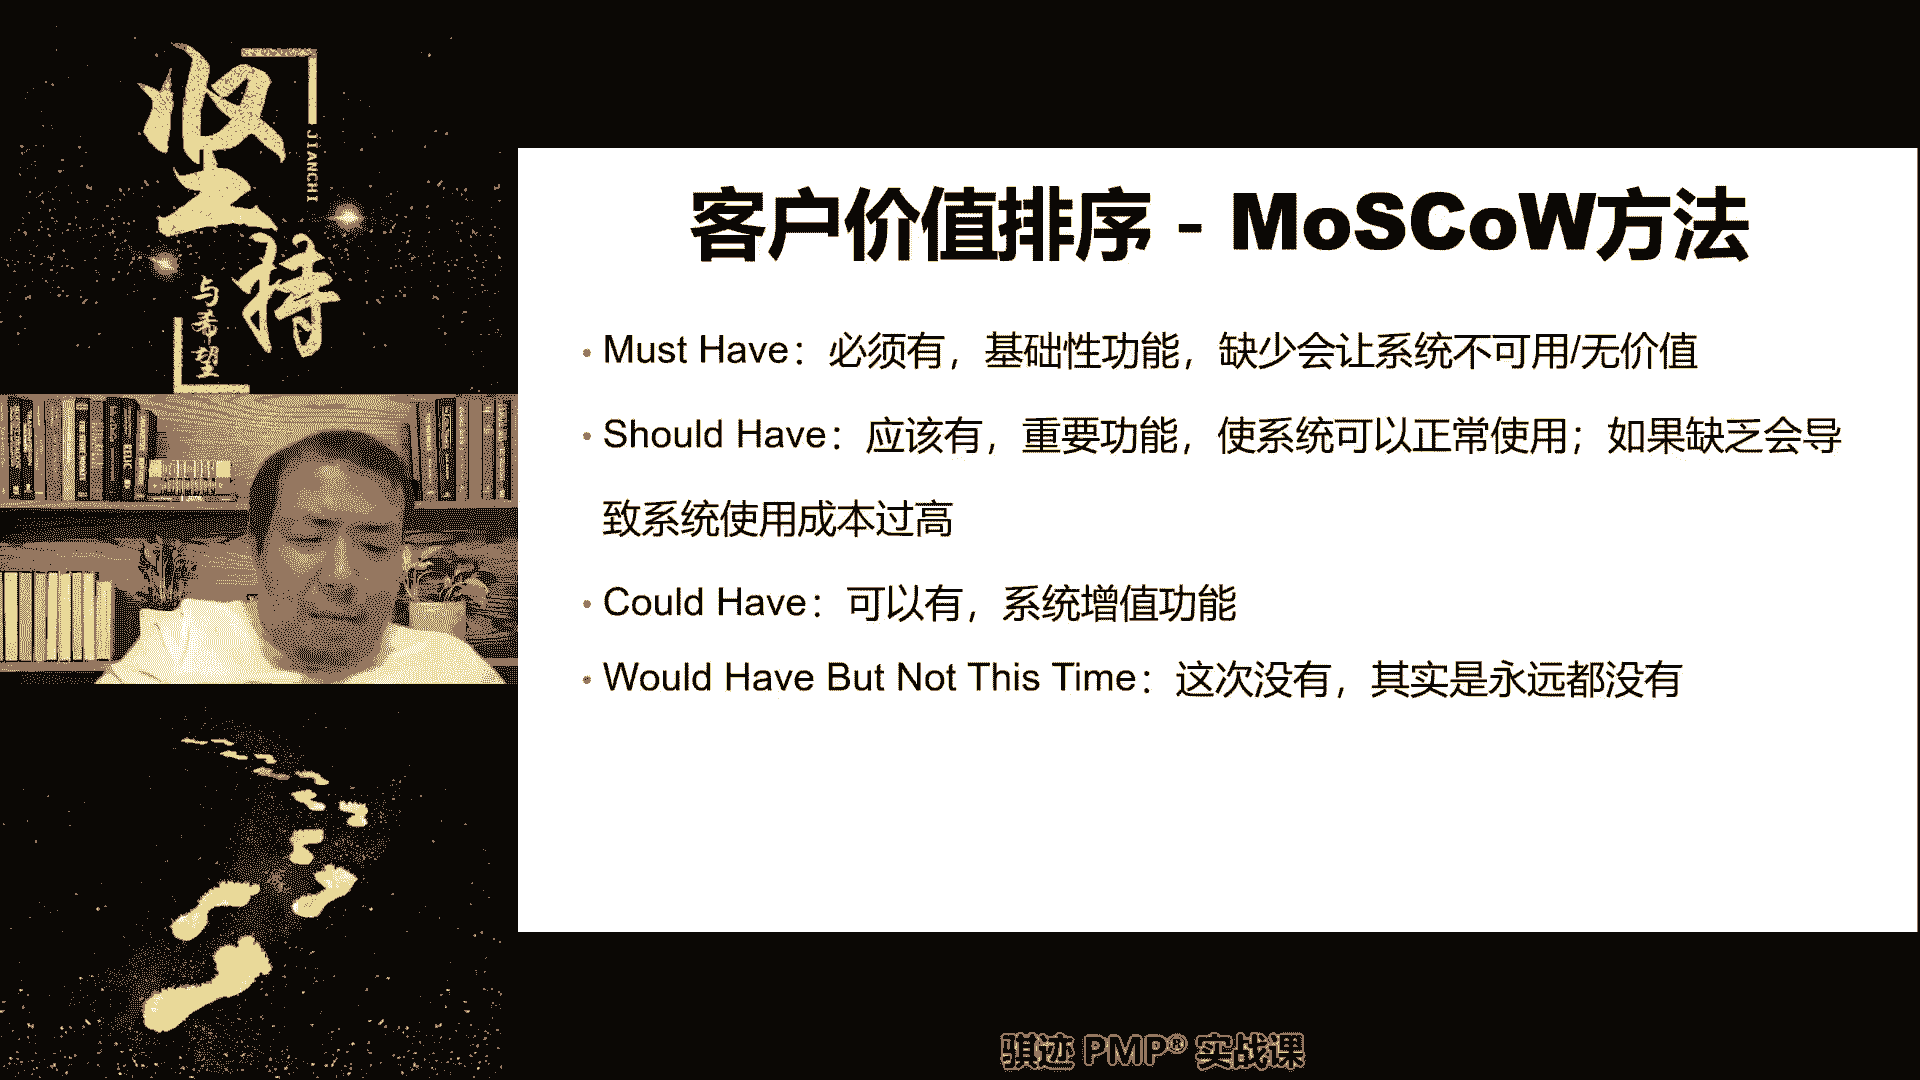 坚持
JIANCHI
与希望
客户价值排序 - MoSCoW方法
• Must Have：必须有，基础性功能，缺少会让系统不可用/无价值
• Should Have：应该有，重要功能，使系统可以正常使用；如果缺乏会导
致系统使用成本过高
• Could Have：可以有，系统增值功能
• Would Have But Not This Time：这次没有，其实是永远都没有
骐迹 PMP® 实战课